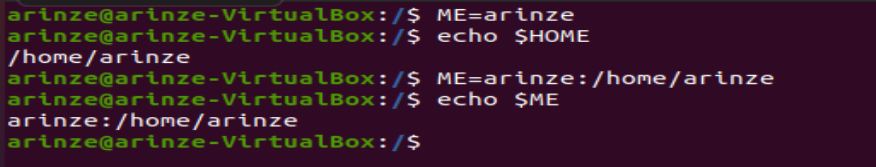 arinze@arinze-VirtualBox:/$ ME=arinze
arinze@arinze-VirtualBox:/$ echo $HOME
/home/arinze
arinze@arinze-VirtualBox:/$ ME=arinze:/home/arinze
arinze@arinze-VirtualBox:/$ echo $ME
arinze:/home/arinze
arinze@arinze-VirtualBox:/$